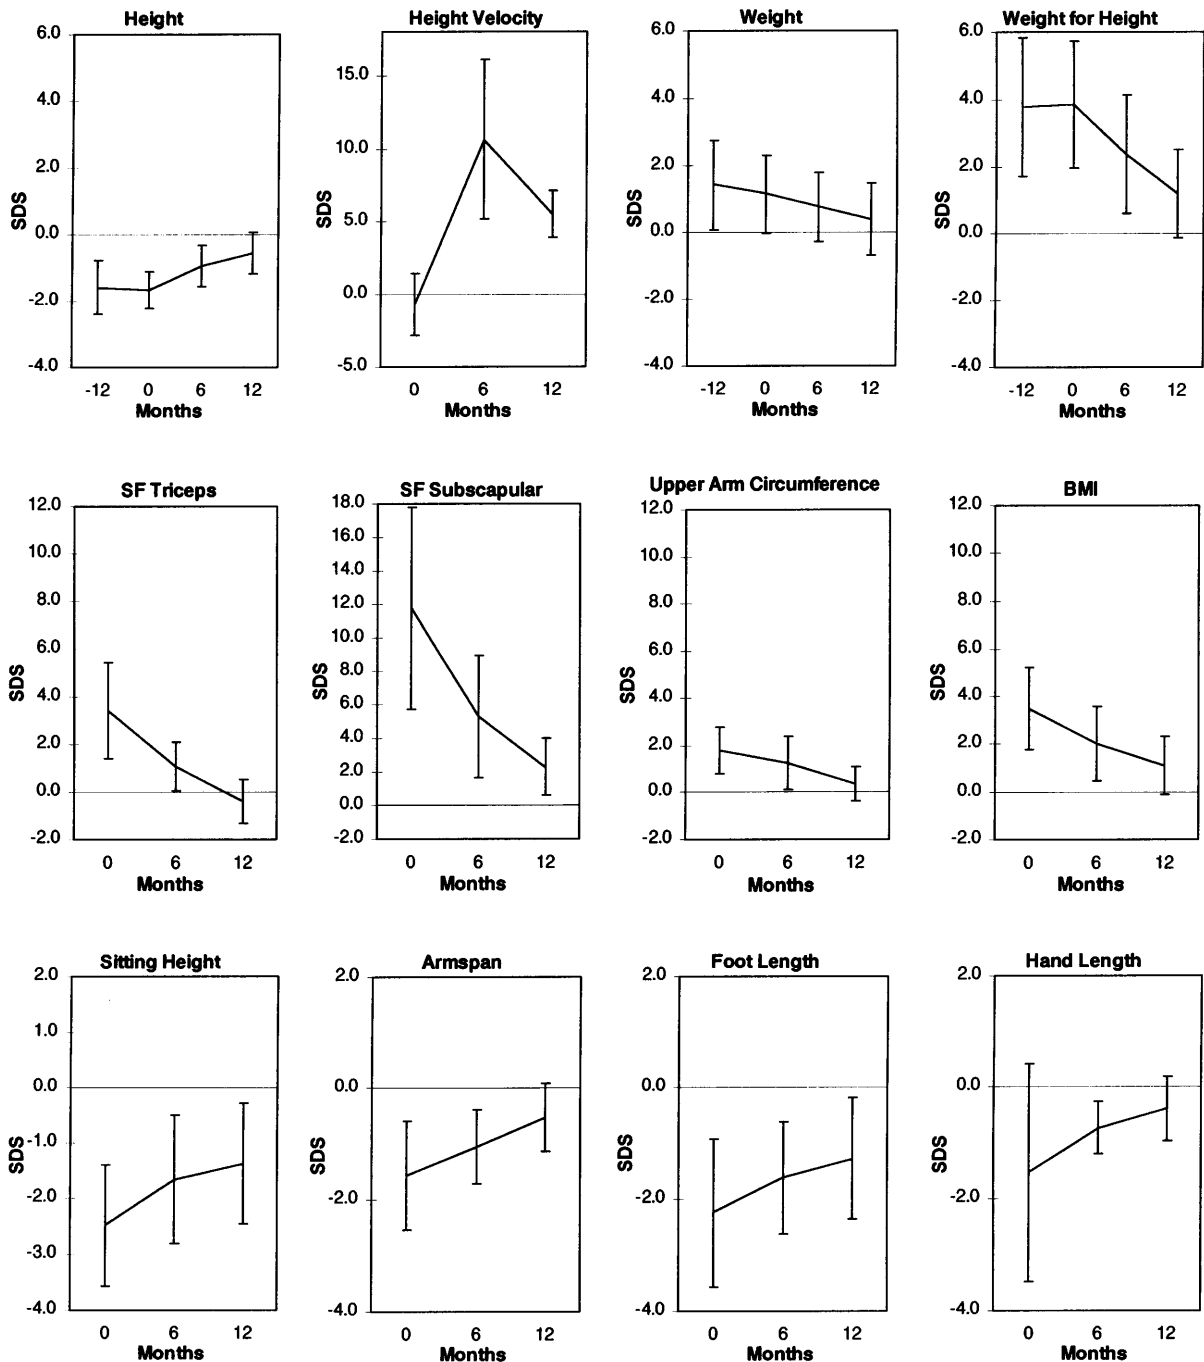 Height
6.0
4.0
2.0
0.0
-2.0
-4.0
SDS
-12 0 6 12
Months
Height Velocity
15.0
10.0
5.0
0.0
-5.0
0 6 12
Months
Weight
6.0
4.0
2.0
0.0
-2.0
-4.0
SDS
-12 0 6 12
Months
Weight for Height
6.0
4.0
2.0
0.0
-2.0
-4.0
SDS
-12 0 6 12
Months
SF Triceps
12.0
10.0
8.0
6.0
4.0
2.0
0.0
-2.0
SDS
0 6 12
Months
SF Subscapular
18.0
16.0
14.0
12.0
10.0
8.0
6.0
4.0
2.0
0.0
-2.0
SDS
0 6 12
Months
Upper Arm Circumference
12.0
10.0
8.0
6.0
4.0
2.0
0.0
-2.0
SDS
0 6 12
Months
BMI
12.0
10.0
8.0
6.0
4.0
2.0
0.0
-2.0
SDS
0 6 12
Months
Sitting Height
2.0
1.0
0.0
-1.0
-2.0
-3.0
-4.0
SDS
0 6 12
Months
Armspan
2.0
0.0
-2.0
-4.0
SDS
0 6 12
Months
Foot Length
2.0
0.0
-2.0
-4.0
SDS
0 6 12
Months
Hand Length
2.0
0.0
-2.0
-4.0
SDS
0 6 12
Months